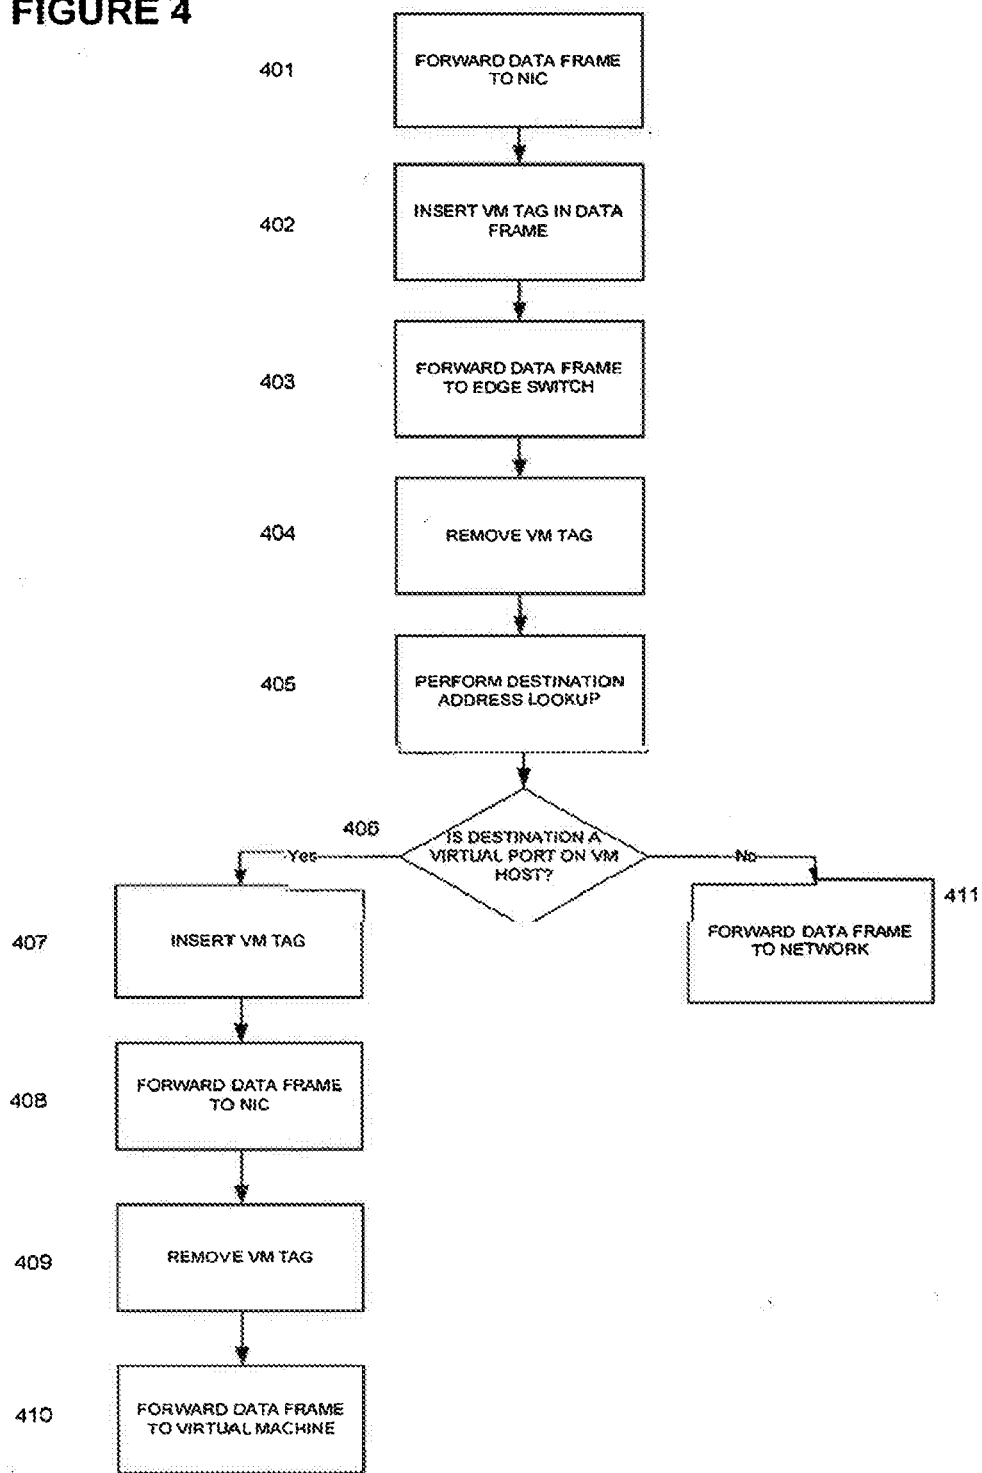 FIGURE 4
401
FORWARD DATA FRAME
TO NIC
402
INSERT VM TAG IN DATA
FRAME
403
FORWARD DATA FRAME
TO EDGE SWITCH
404
REMOVE VM TAG
405
PERFORM DESTINATION
ADDRESS LOOKUP
406
IS DESTINATION A
VIRTUAL PORT ON VM
HOST?
Yes
No
407
INSERT VM TAG
411
FORWARD DATA FRAME
TO NETWORK
408
FORWARD DATA FRAME
TO NIC
409
REMOVE VM TAG
410
FORWARD DATA FRAME
TO VIRTUAL MACHINE